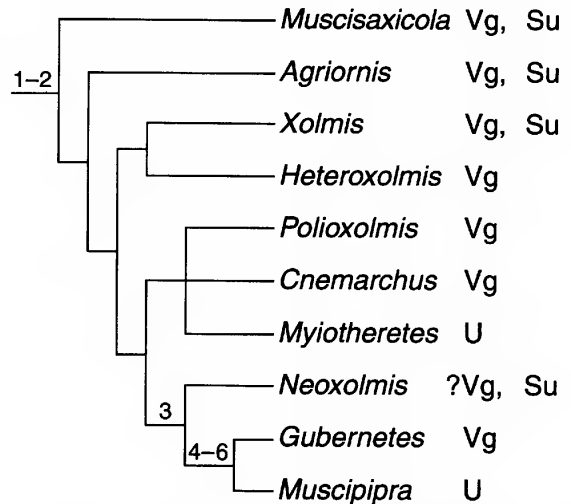 Muscisaxicola Vg, Su
1–2
Agriornis Vg, Su
Xolmis Vg, Su
Heteroxolmis Vg
Polioxolmis Vg
Cnemarchus Vg
Myiotheretes U
Neoxolmis ?Vg, Su
3
Gubernetes Vg
4–6
Muscipipra U